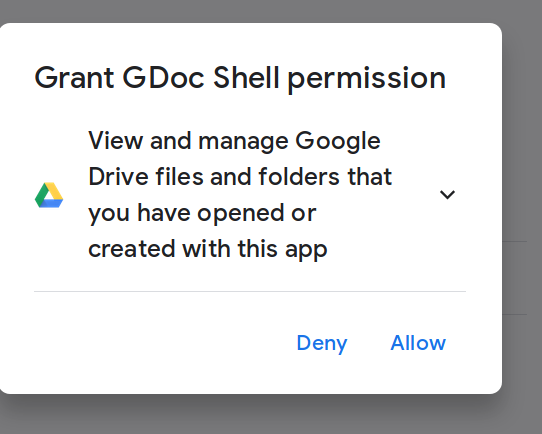 Grant GDoc Shell permission
View and manage Google
Drive files and folders that
you have opened or
created with this app
Deny Allow